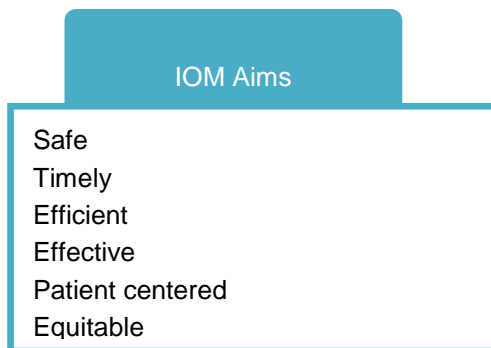 IOM Aims
Safe
Timely
Efficient
Effective
Patient centered
Equitable